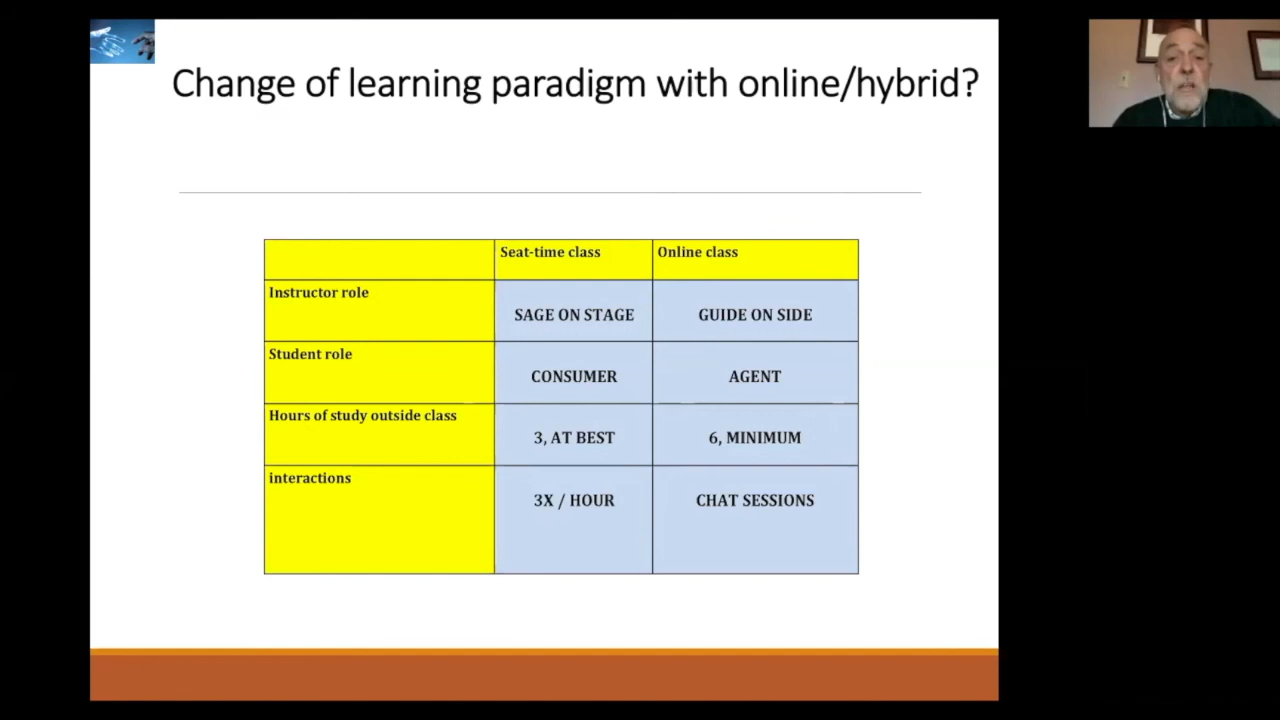 Change of learning paradigm with online/hybrid?
Seat-time class
Online class
Instructor role
SAGE ON STAGE
GUIDE ON SIDE
Student role
CONSUMER
AGENT
Hours of study outside class
3, AT BEST
6, MINIMUM
interactions
3X / HOUR
CHAT SESSIONS